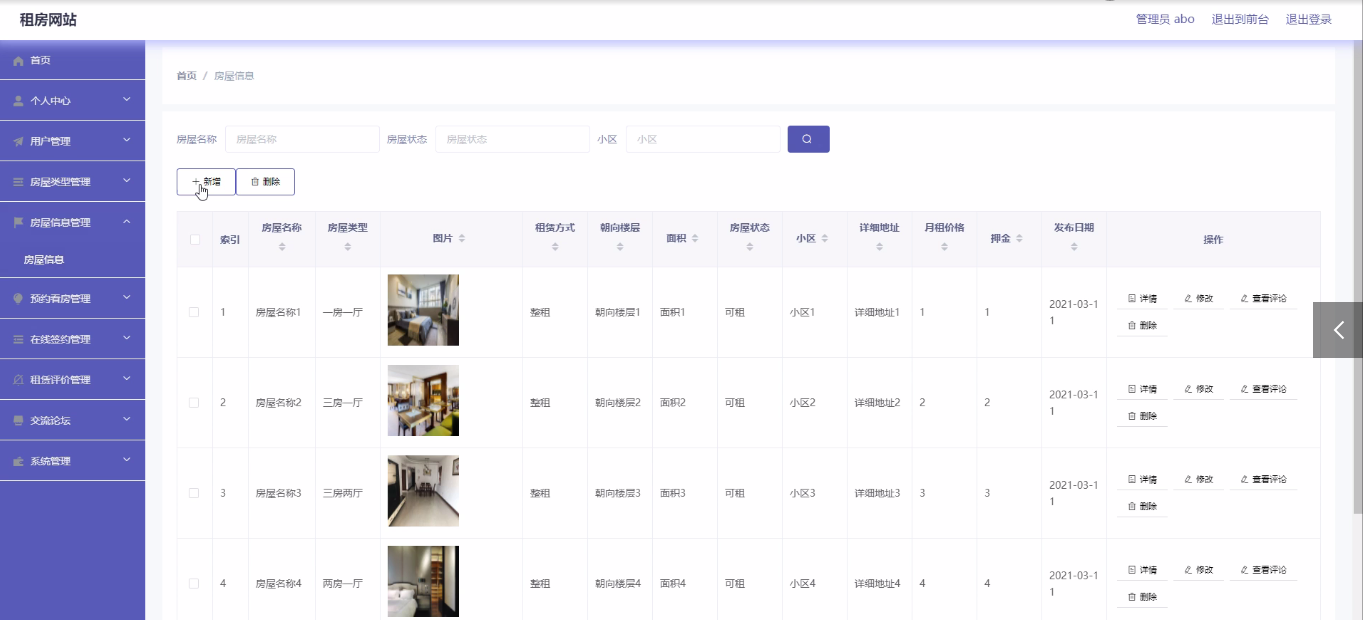 租房网站
管理员 abo 退出到前台 退出登录
首页
个人中心
用户管理
房屋类型管理
房屋信息管理
房屋信息
预约看房管理
在线签约管理
租赁评价管理
交流论坛
系统管理
首页 / 房屋信息
房屋名称 房屋名称 房屋状态 房屋状态 小区 小区
新增 删除
索引 房屋名称 房屋类型 图片 租赁方式 朝向楼层 面积 房屋状态 小区 详细地址 月租价格 押金 发布日期 操作
1 房屋名称1 一房一厅 整租 朝向楼层1 面积1 可租 小区1 详细地址1 1 1 2021-03-1
1
详情 修改 查看评论
删除
2 房屋名称2 三房一厅 整租 朝向楼层2 面积2 可租 小区2 详细地址2 2 2 2021-03-1
1
详情 修改 查看评论
删除
3 房屋名称3 三房两厅 整租 朝向楼层3 面积3 可租 小区3 详细地址3 3 3 2021-03-1
1
详情 修改 查看评论
删除
4 房屋名称4 两房一厅 整租 朝向楼层4 面积4 可租 小区4 详细地址4 4 4 2021-03-1
1
详情 修改 查看评论
删除